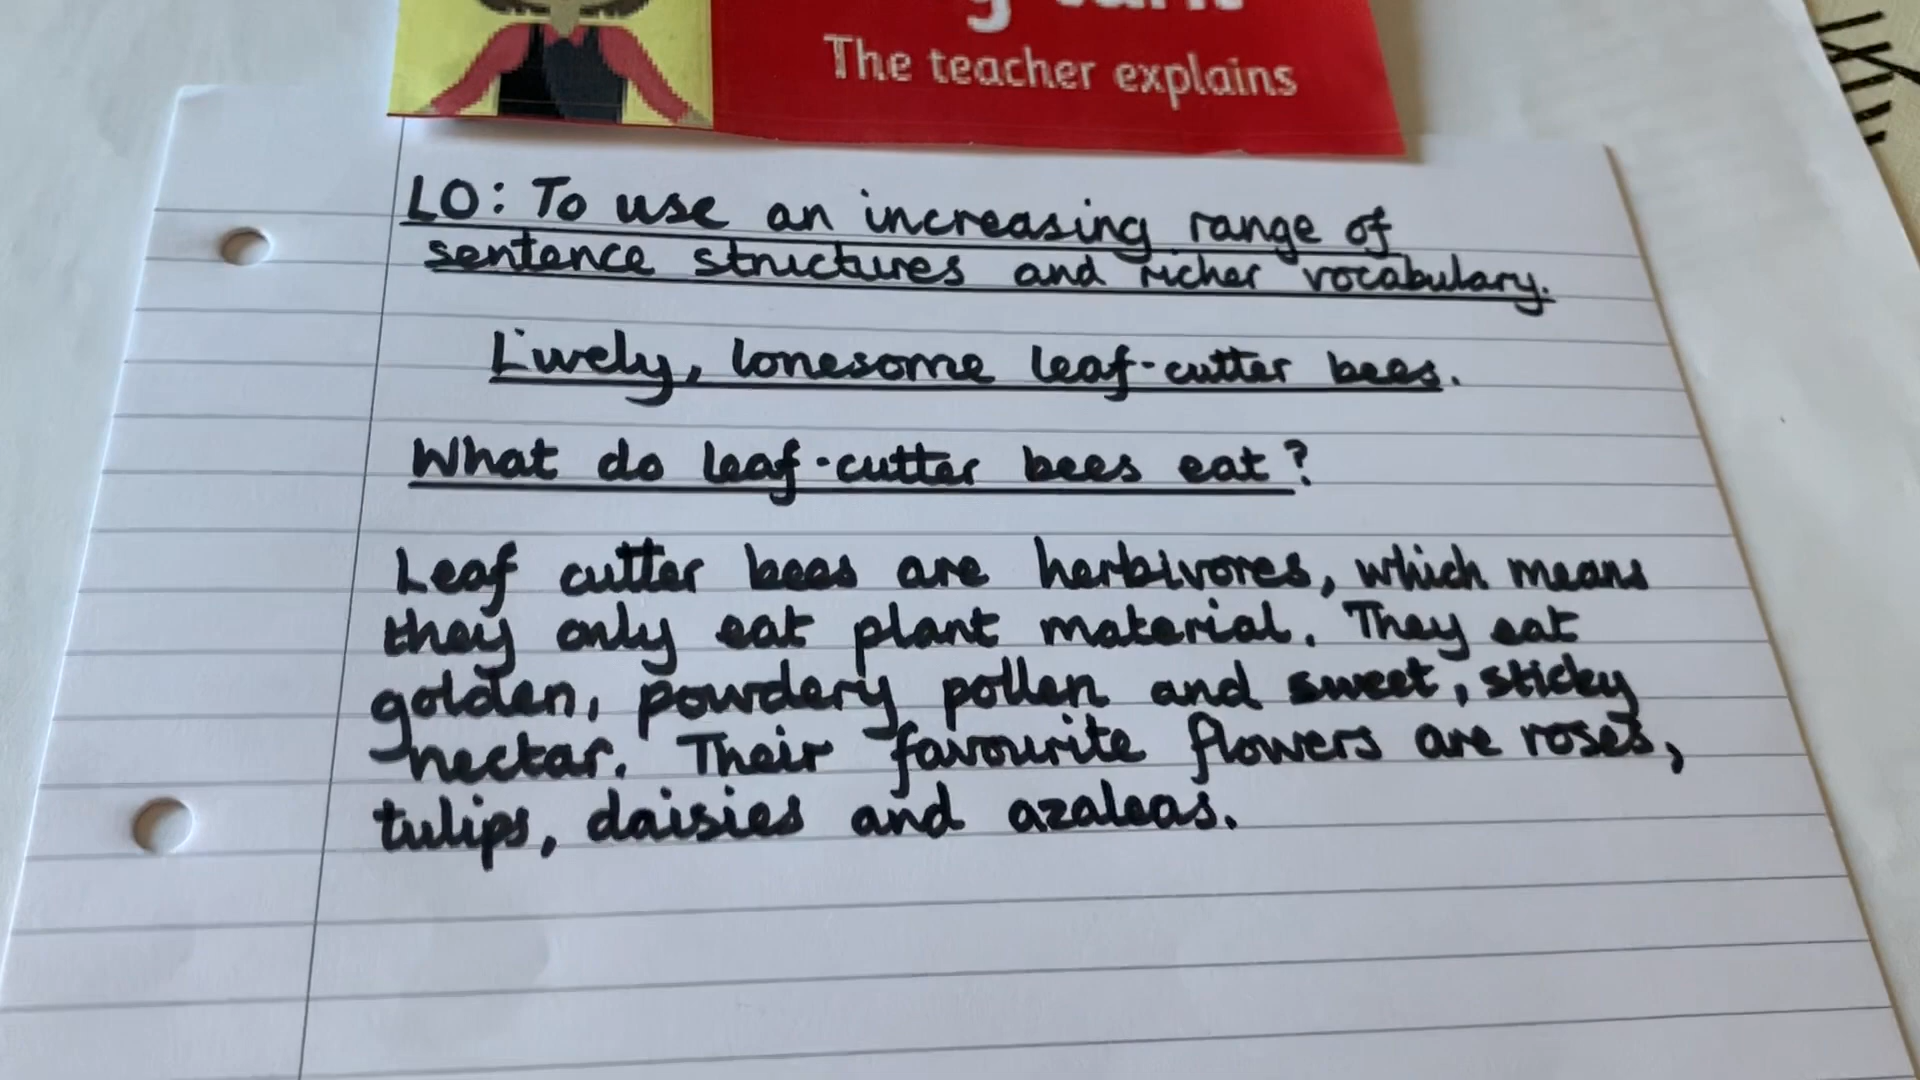 The teacher explains
LO: To use an increasing range of
sentence structures and richer vocabulary.
Lively, lonesome leaf-cutter bees.
What do leaf-cutter bees eat?
Leaf cutter bees are herbivores, which means
they only eat plant material. They eat
golden, powdery pollen and sweet, sticky
nectar. Their favourite flowers are roses,
tulips, daisies and azaleas.